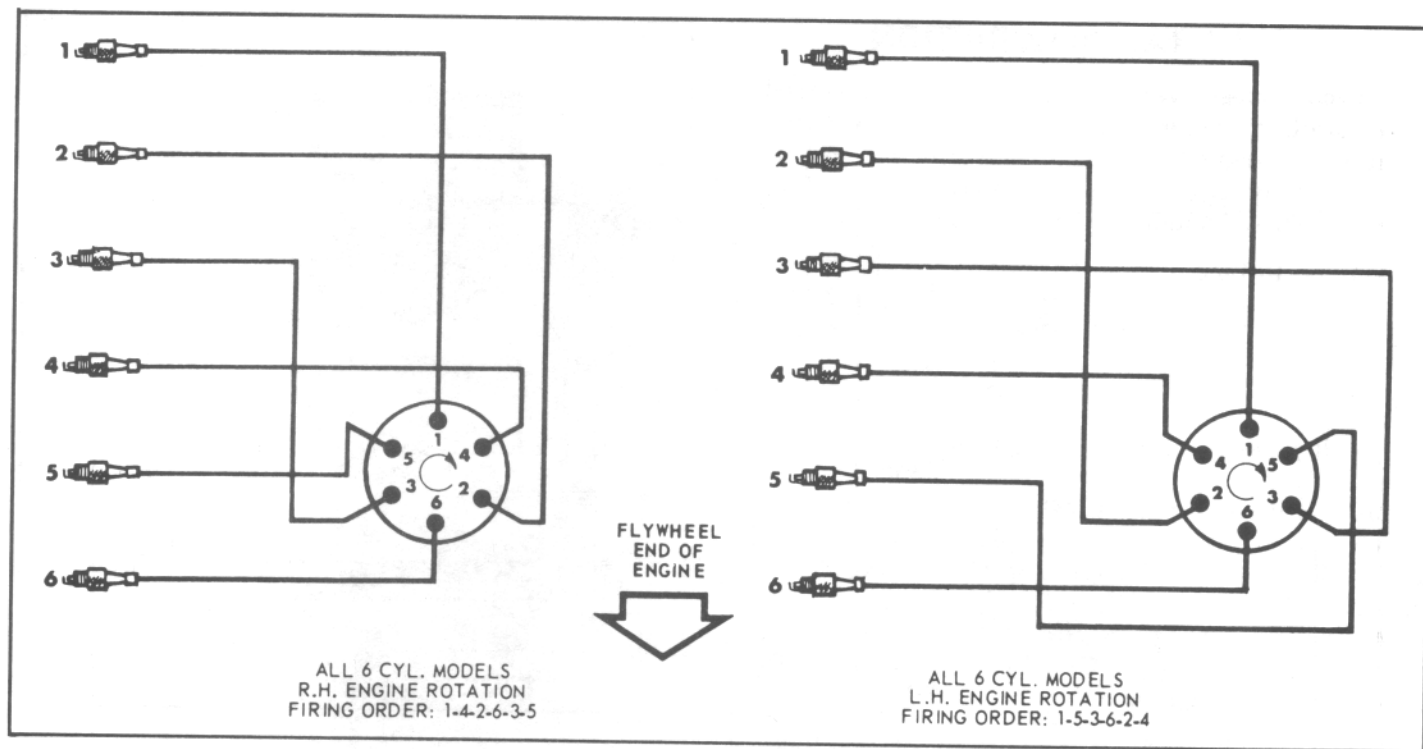 1
2
3
4
5
6
1
4
2
6
3
5
ALL 6 CYL. MODELS
R.H. ENGINE ROTATION
FIRING ORDER: 1-4-2-6-3-5
FLYWHEEL
END OF
ENGINE
1
2
3
4
5
6
1
5
3
6
2
4
ALL 6 CYL. MODELS
L.H. ENGINE ROTATION
FIRING ORDER: 1-5-3-6-2-4